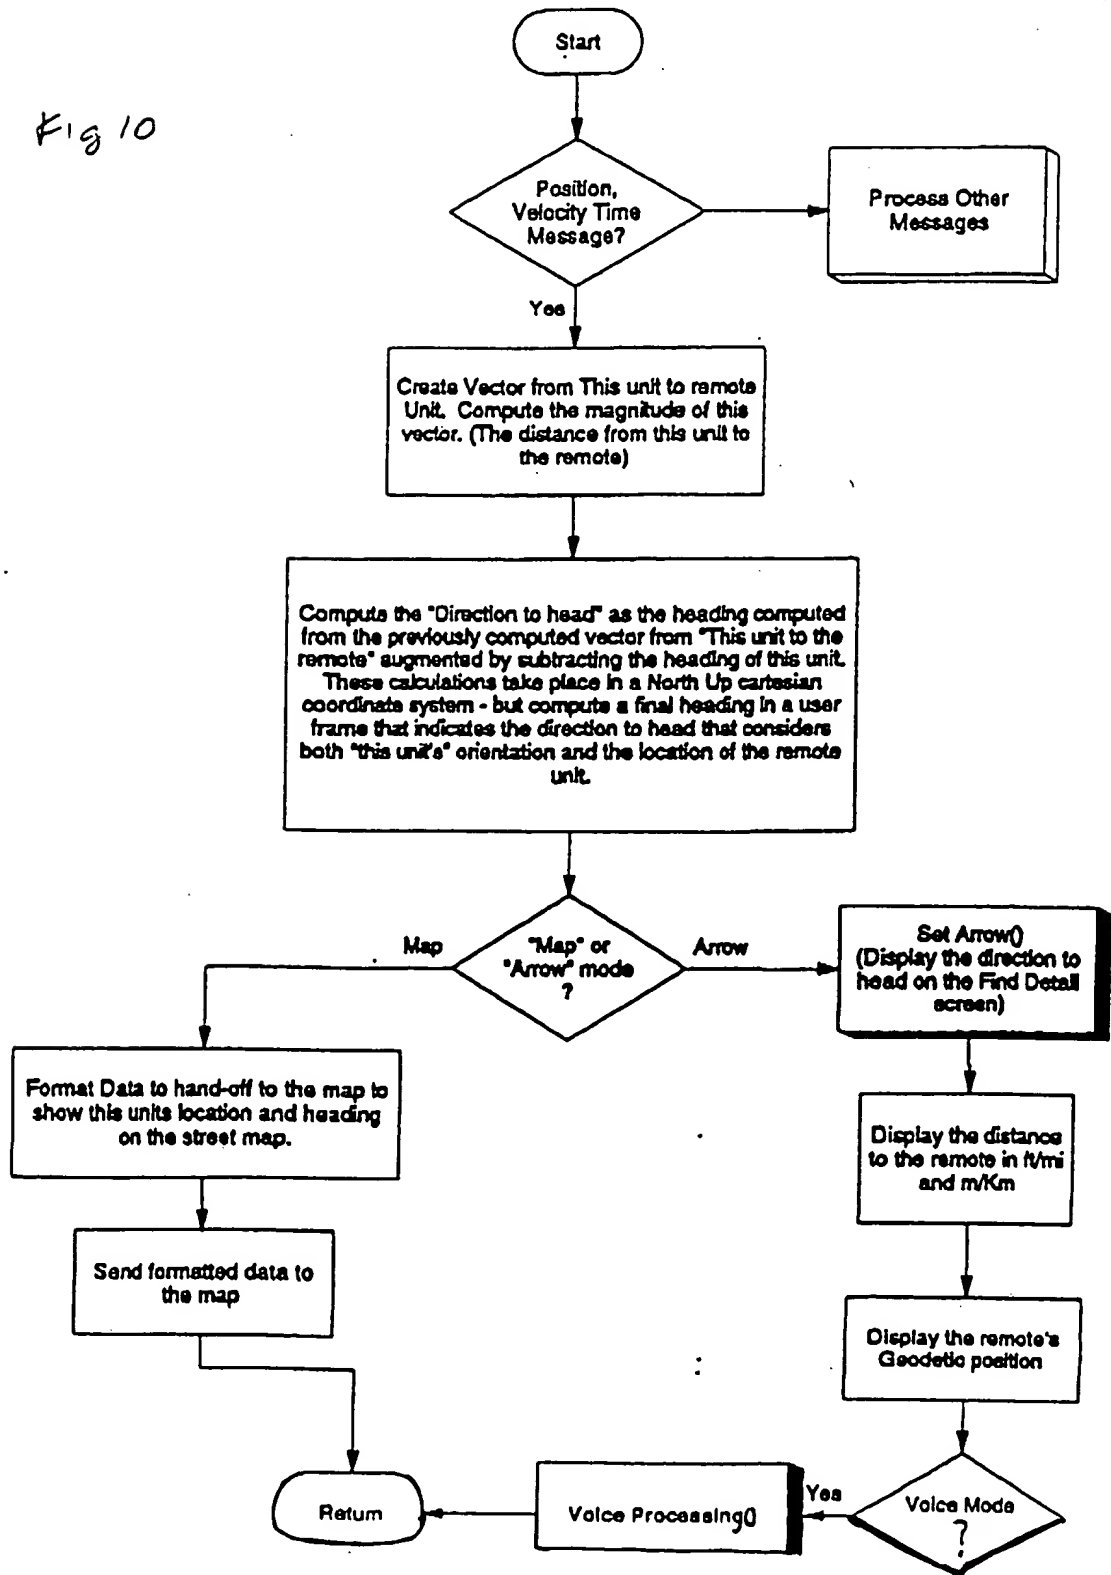 Start
Fig 10
Position,
Velocity Time
Message?
Process Other
Messages
Yes
Create Vector from This unit to remote
Unit. Compute the magnitude of this
vector. (The distance from this unit to
the remote)
Compute the "Direction to head" as the heading computed
from the previously computed vector from "This unit to the
remote" augmented by subtracting the heading of this unit.
These calculations take place in a North Up cartesian
coordinate system - but compute a final heading in a user
frame that indicates the direction to head that considers
both "this unit's" orientation and the location of the remote
unit.
Map
"Map" or
"Arrow" mode
?
Arrow
Set Arrow()
(Display the direction to
head on the Find Detail
screen)
Format Data to hand-off to the map to
show this units location and heading
on the street map.
Display the distance
to the remote in ft/mi
and m/Km
Send formatted data to
the map
Display the remote's
Geodetic position
Return
Voice Processing()
Yes
Voice Mode
?